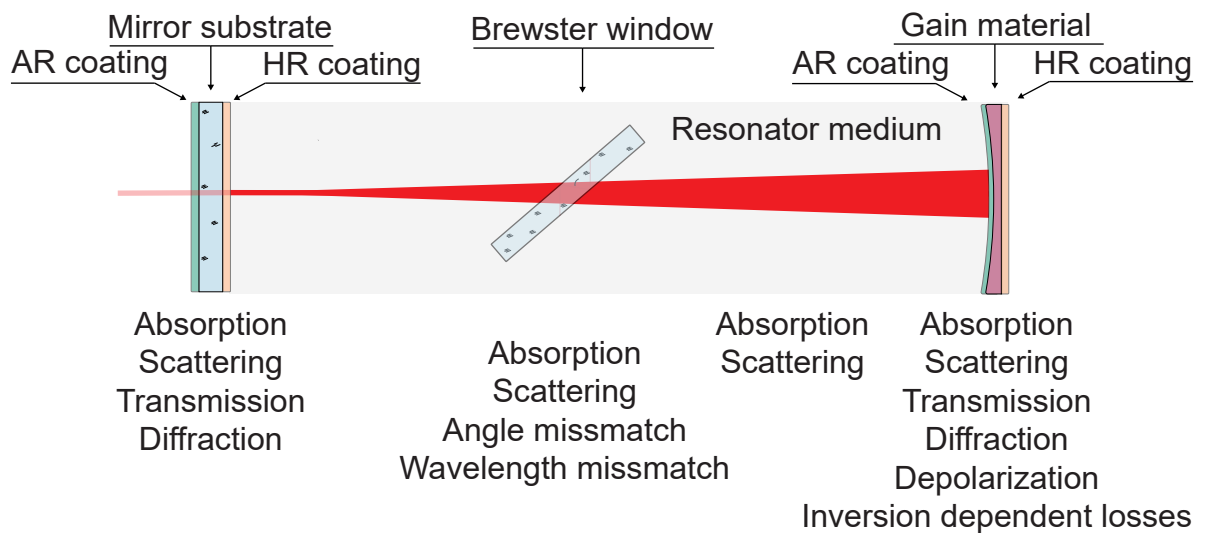 Mirror substrate
AR coating
HR coating
Brewster window
Gain material
AR coating
HR coating
Resonator medium
Absorption
Scattering
Transmission
Diffraction
Absorption
Scattering
Angle missmatch
Wavelength missmatch
Absorption
Scattering
Absorption
Scattering
Transmission
Diffraction
Depolarization
Inversion dependent losses